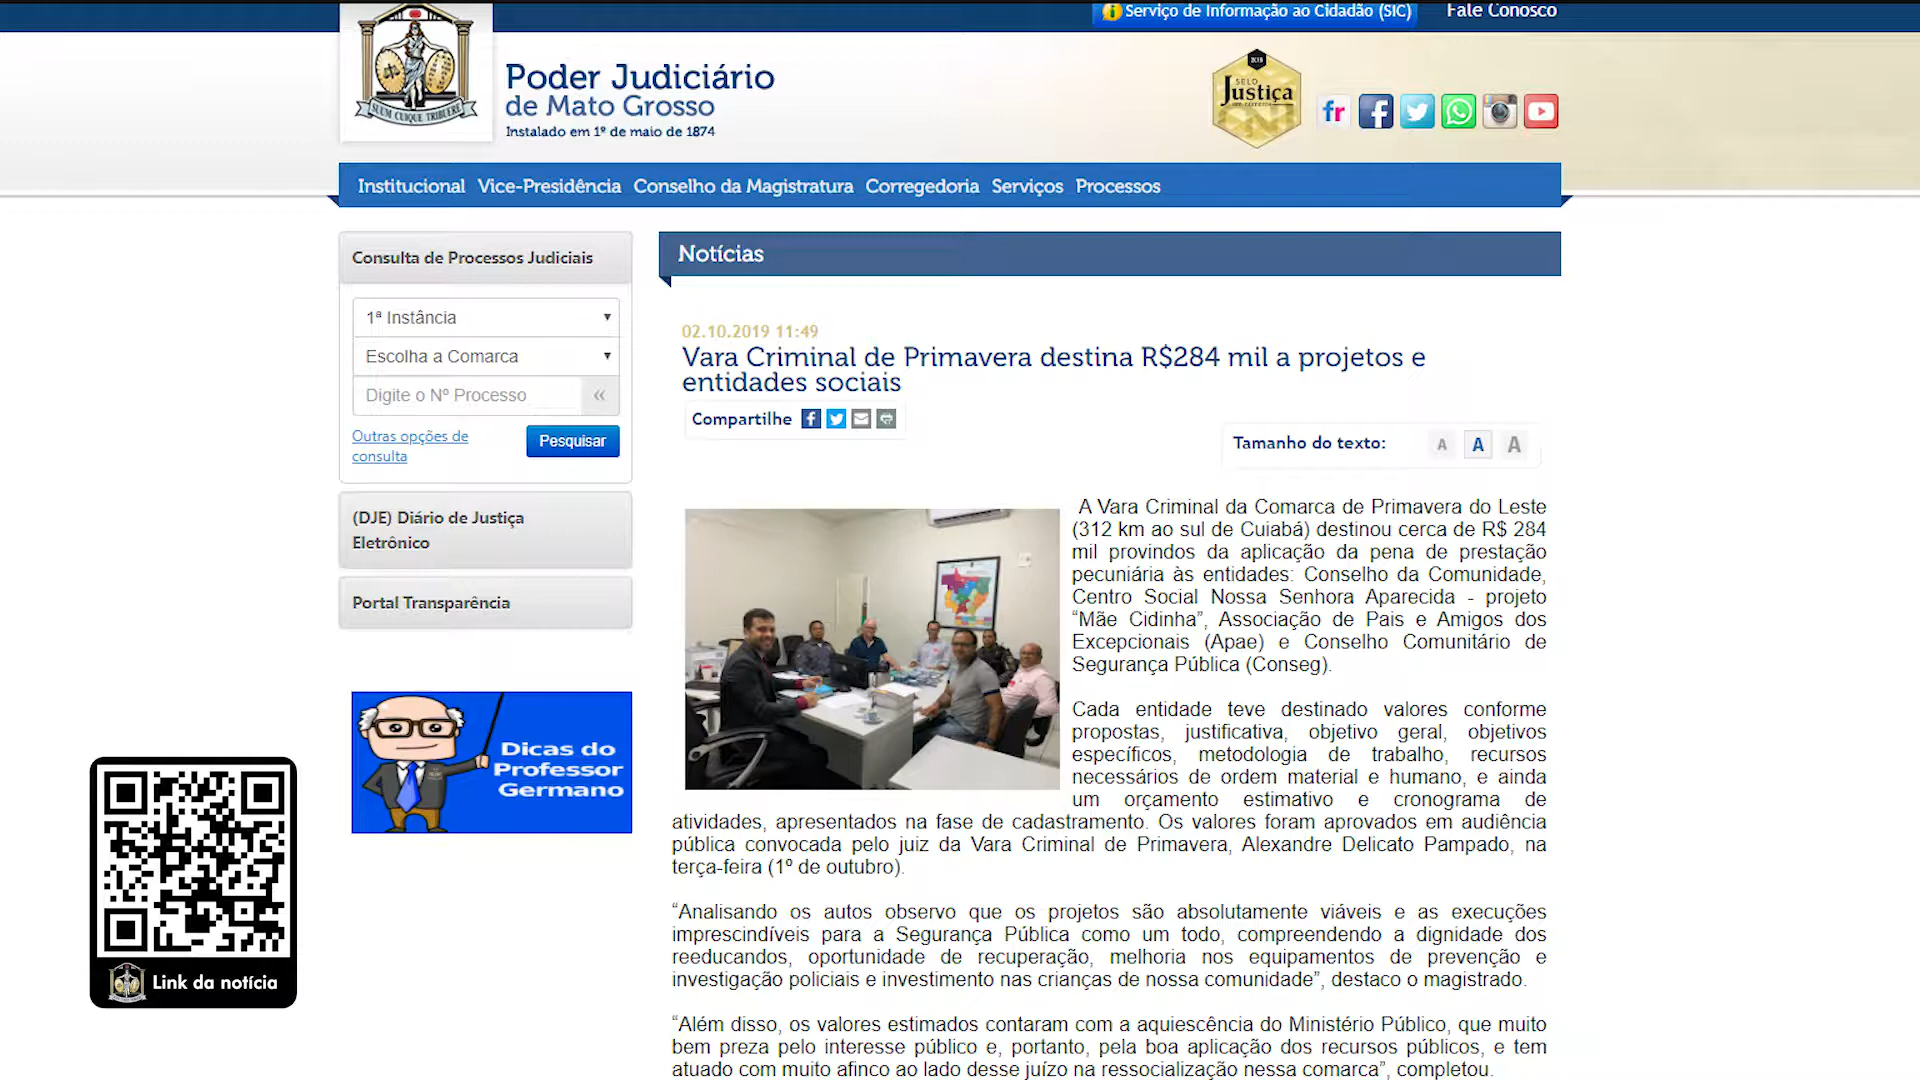 Serviço de Informação ao Cidadão (SIC)
Fale Conosco
SUUM CUIQUE TRIBUERE
Poder Judiciário
de Mato Grosso
Instalado em 1º de maio de 1874
SELO
Justiça
fr
Institucional Vice-Presidência Conselho da Magistratura Corregedoria Serviços Processos
Consulta de Processos Judiciais
1ª Instância
Escolha a Comarca
Digite o Nº Processo
«
Outras opções de
consulta
Pesquisar
(DJE) Diário de Justiça
Eletrônico
Portal Transparência
Dicas do
Professor
Germano
Link da notícia
Notícias
02.10.2019 11:49
Vara Criminal de Primavera destina R$284 mil a projetos e
entidades sociais
Compartilhe
Tamanho do texto: A A A
A Vara Criminal da Comarca de Primavera do Leste
(312 km ao sul de Cuiabá) destinou cerca de R$ 284
mil provindos da aplicação da pena de prestação
pecuniária às entidades: Conselho da Comunidade,
Centro Social Nossa Senhora Aparecida - projeto
“Mãe Cidinha”, Associação de Pais e Amigos dos
Excepcionais (Apae) e Conselho Comunitário de
Segurança Pública (Conseg).
Cada entidade teve destinado valores conforme
propostas, justificativa, objetivo geral, objetivos
específicos, metodologia de trabalho, recursos
necessários de ordem material e humano, e ainda
um orçamento estimativo e cronograma de
atividades, apresentados na fase de cadastramento. Os valores foram aprovados em audiência
pública convocada pelo juiz da Vara Criminal de Primavera, Alexandre Delicato Pampado, na
terça-feira (1º de outubro).
“Analisando os autos observo que os projetos são absolutamente viáveis e as execuções
imprescindíveis para a Segurança Pública como um todo, compreendendo a dignidade dos
reeducandos, oportunidade de recuperação, melhoria nos equipamentos de prevenção e
investigação policiais e investimento nas crianças de nossa comunidade”, destaco o magistrado.
“Além disso, os valores estimados contaram com a aquiescência do Ministério Público, que muito
bem preza pelo interesse público e, portanto, pela boa aplicação dos recursos públicos, e tem
atuado com muito afinco ao lado desse juízo na ressocialização nessa comarca”, completou.